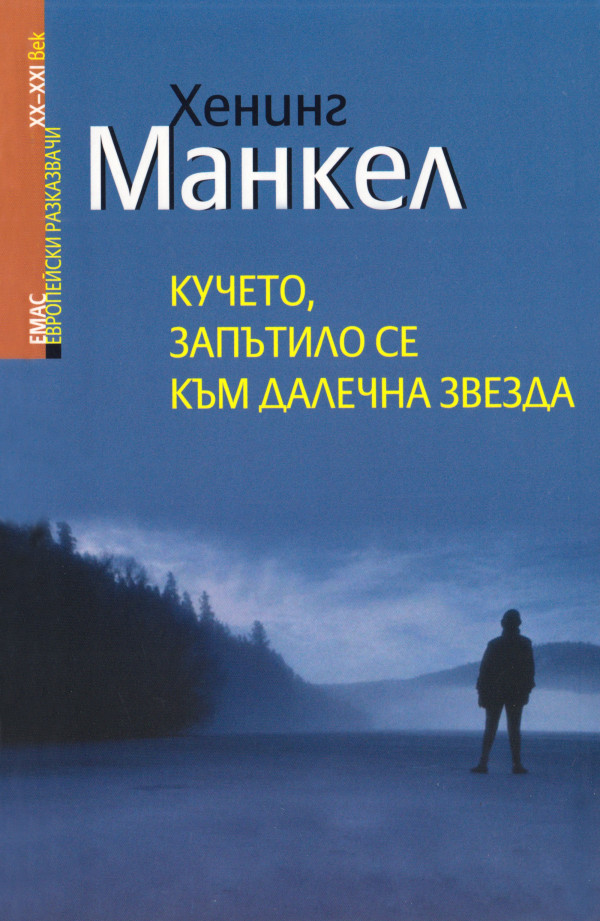 Хенинг
Манкел
КУЧЕТО,
ЗАПЪТИЛО СЕ
КЪМ ДАЛЕЧНА ЗВЕЗДА
ЕМАС
ЕВРОПЕЙСКИ РАЗКАЗВАЧИ
XX–XXI век